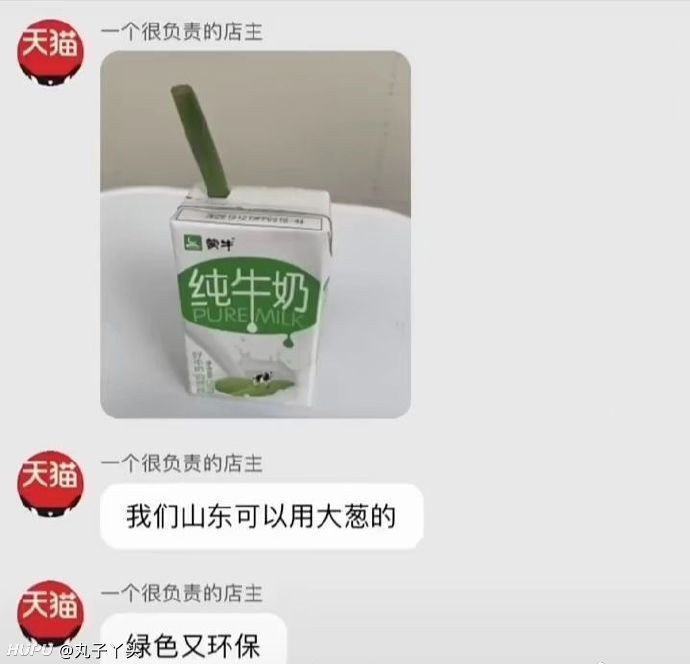 天猫
一个很负责的店主
蒙牛
纯牛奶
PURE MILK
天猫
一个很负责的店主
我们山东可以用大葱的
天猫
一个很负责的店主
绿色又环保
HUPU @丸子丫头